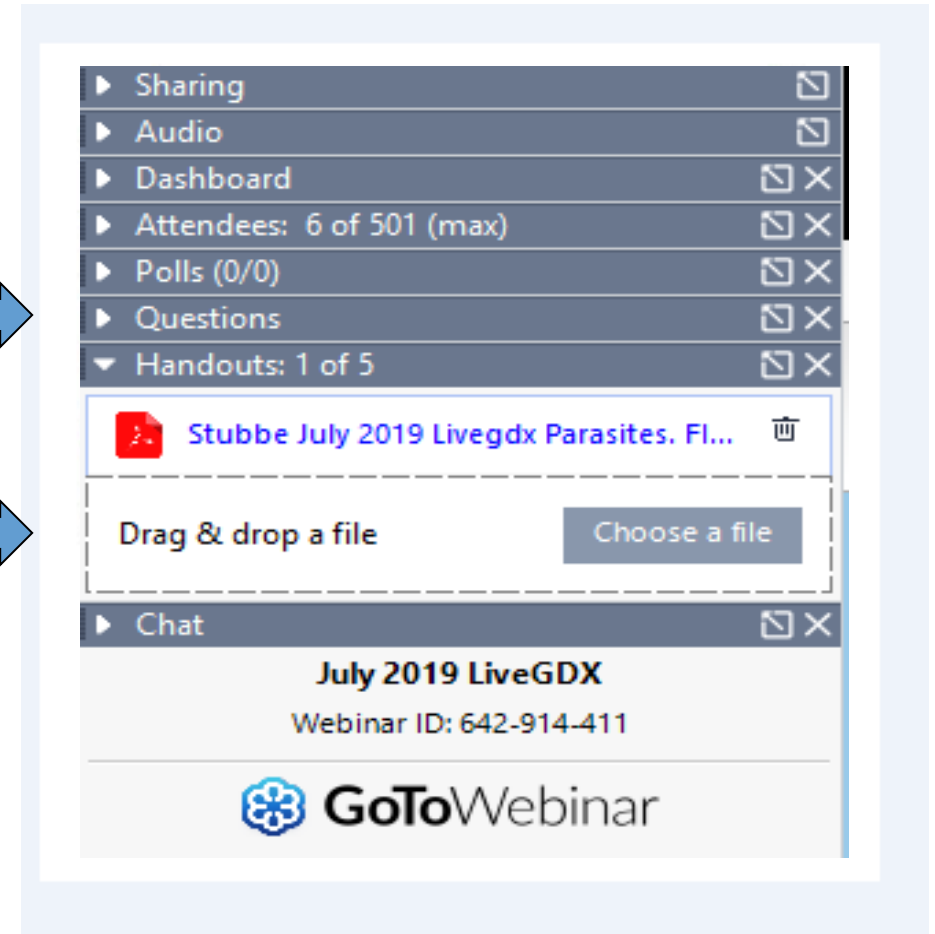 Sharing
Audio
Dashboard
Attendees: 6 of 501 (max)
Polls (0/0)
Questions
Handouts: 1 of 5
Stubbe July 2019 Livegdx Parasites. Fl...
Drag & drop a file Choose a file
Chat
July 2019 LiveGDX
Webinar ID: 642-914-411
GoToWebinar